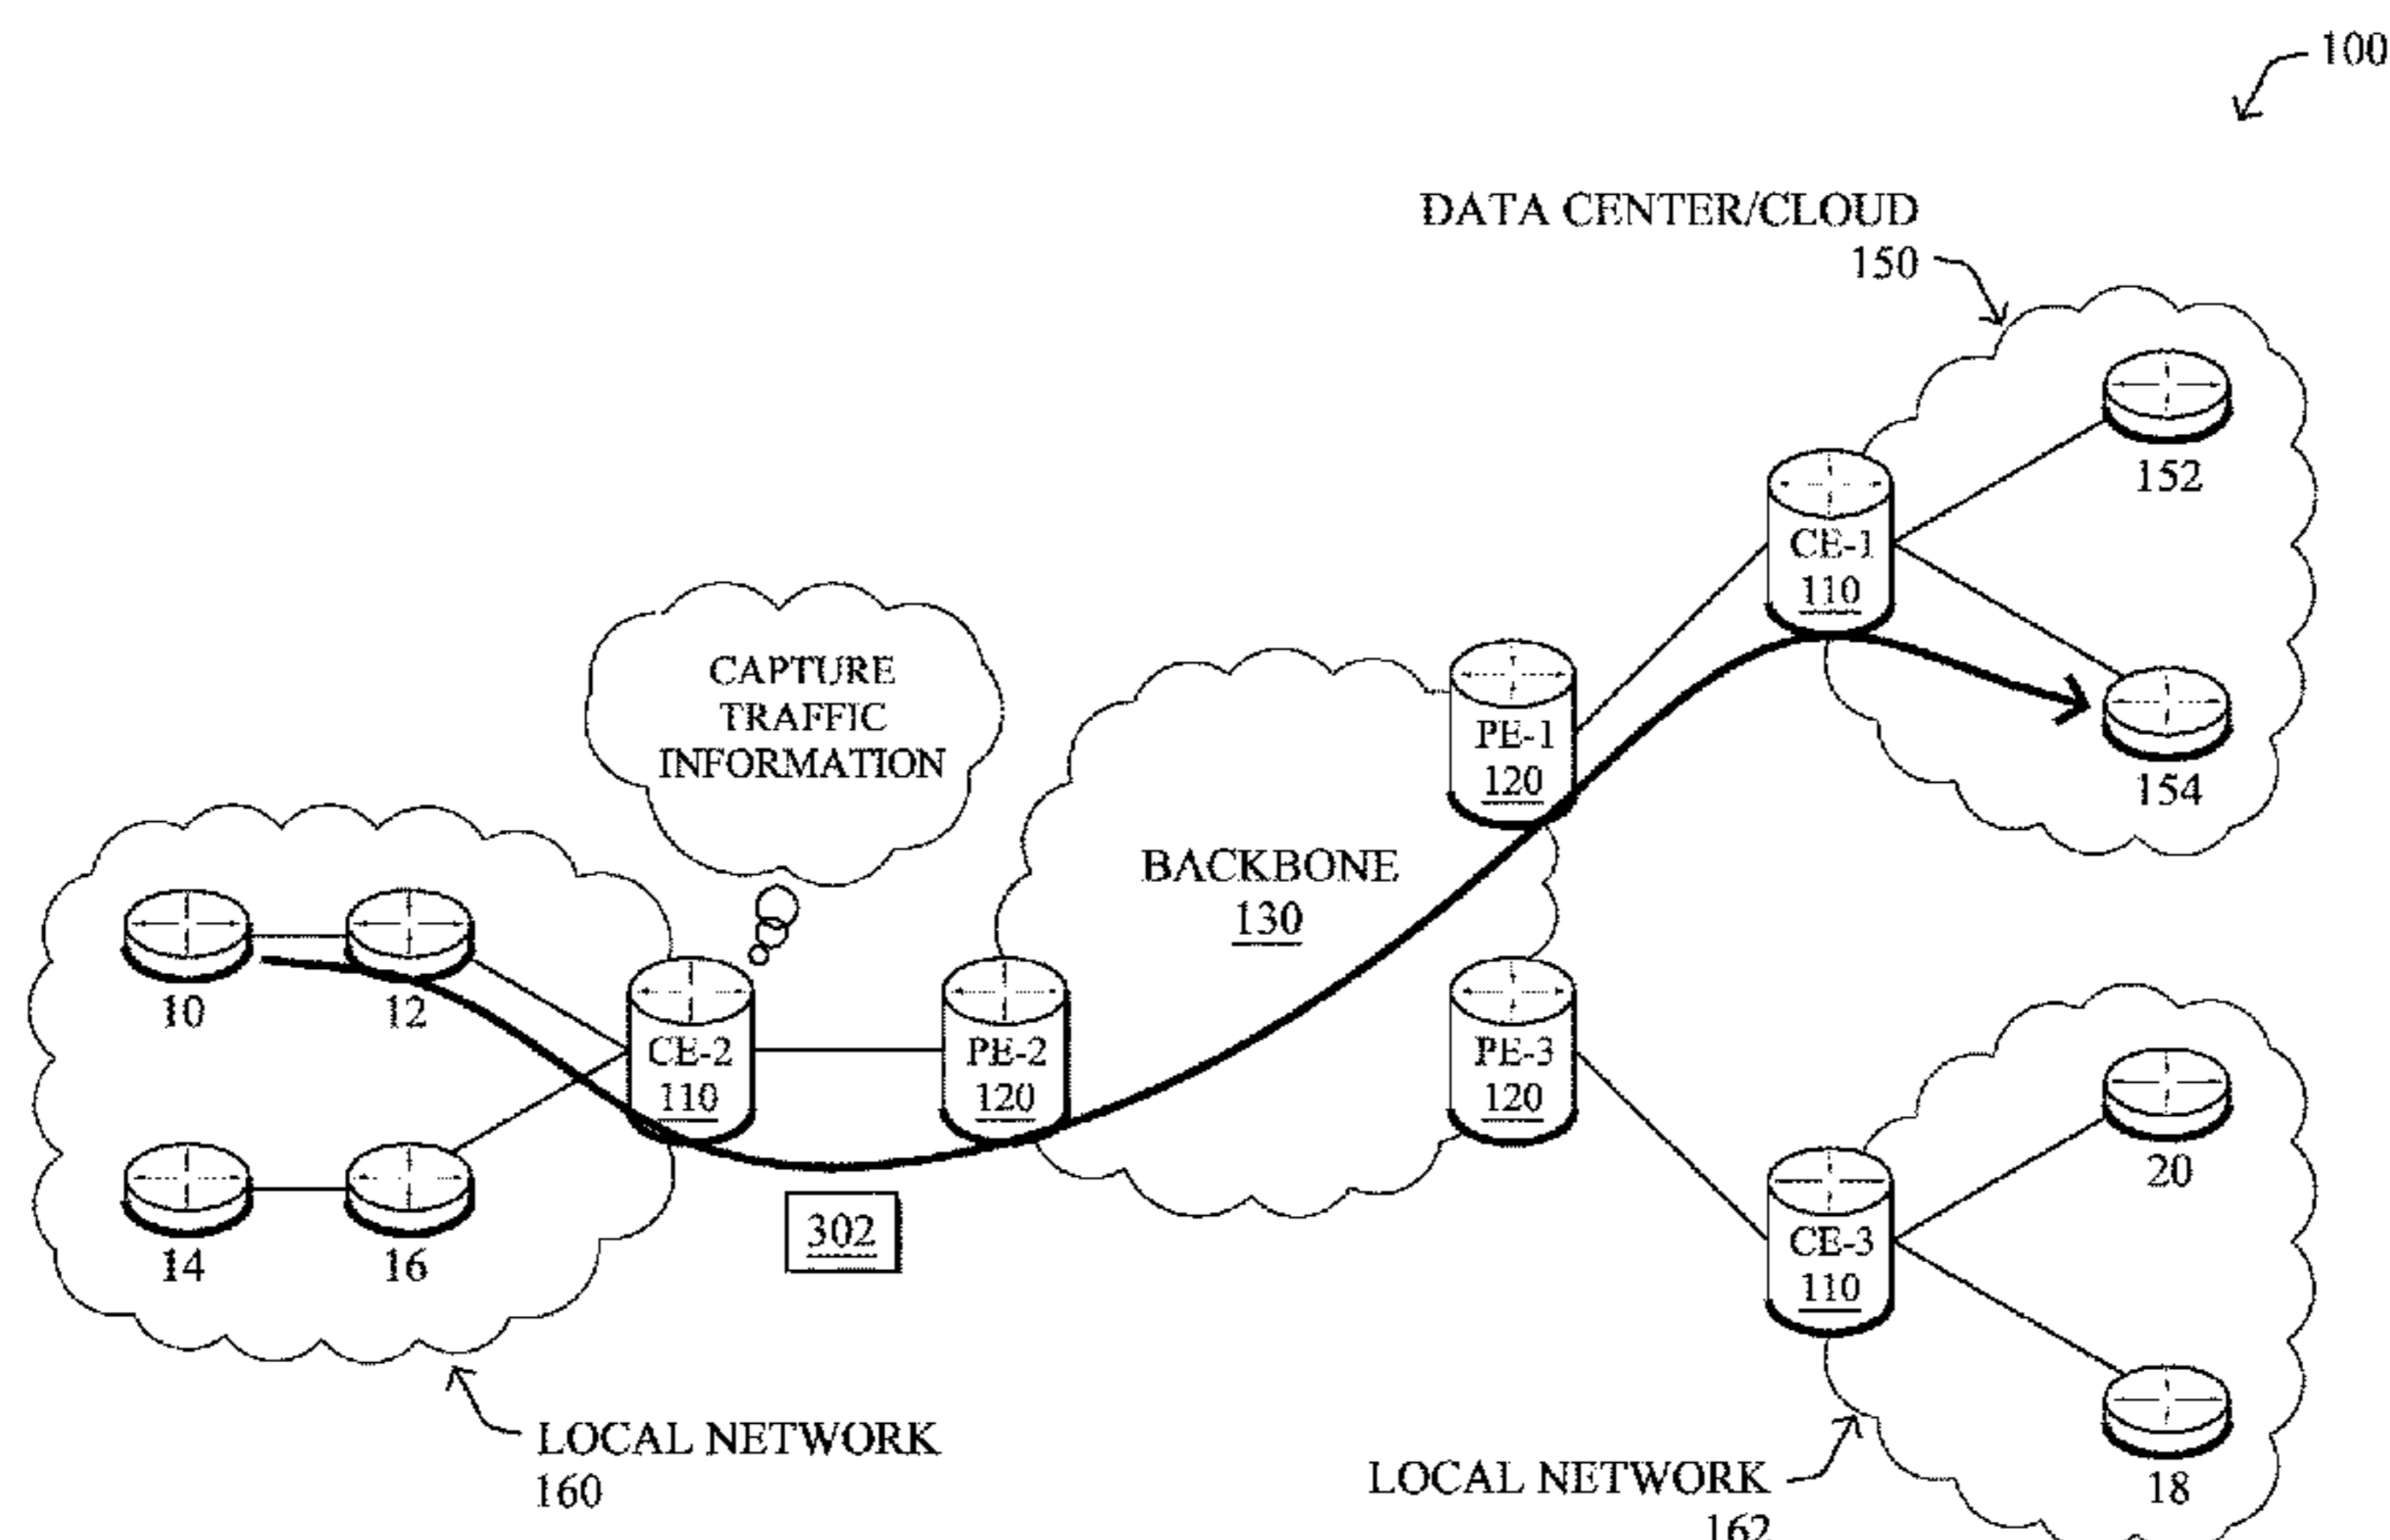 100
DATA CENTER/CLOUD
150
152
CE-1
110
CAPTURE
TRAFFIC
INFORMATION
PE-1
120
154
BACKBONE
130
10
12
CE-2
110
PE-2
120
PE-3
120
20
14
16
302
CE-3
110
LOCAL NETWORK
160
LOCAL NETWORK
162
18